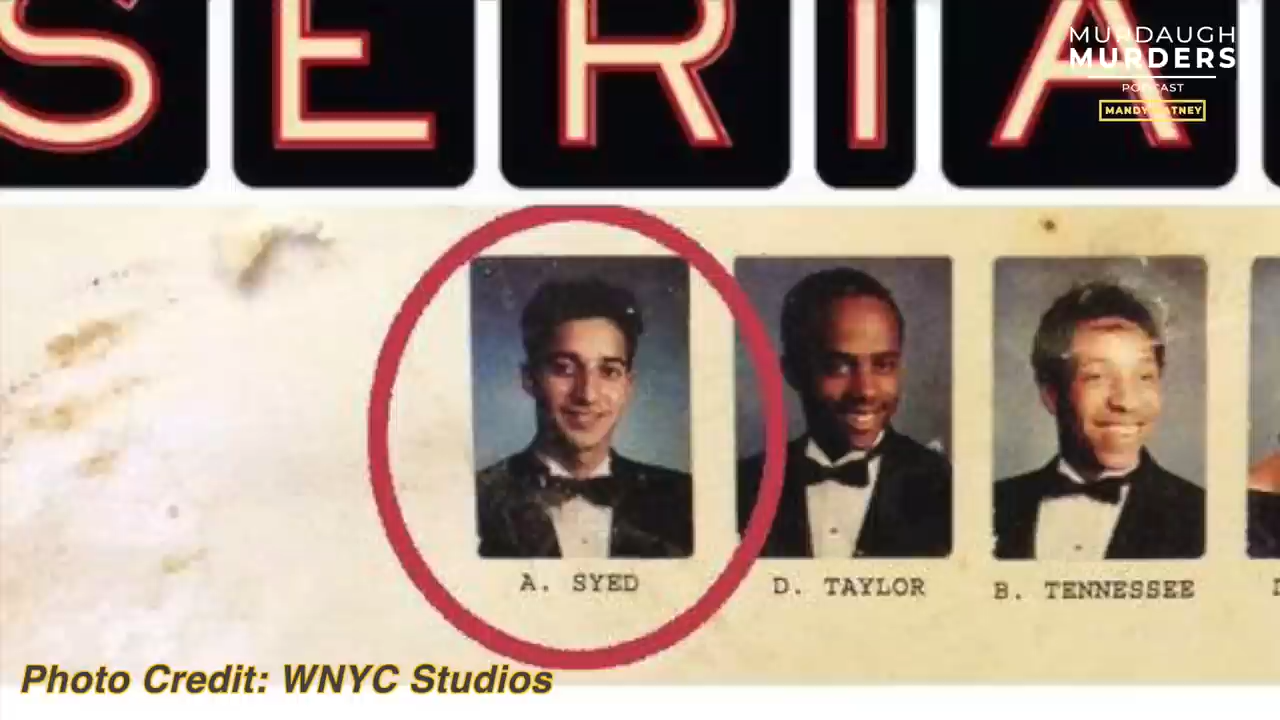 SERIA
MURDAUGH
MURDERS
PODCAST
A. SYED
D. TAYLOR
B. TENNESSEE
Photo Credit: WNYC Studios